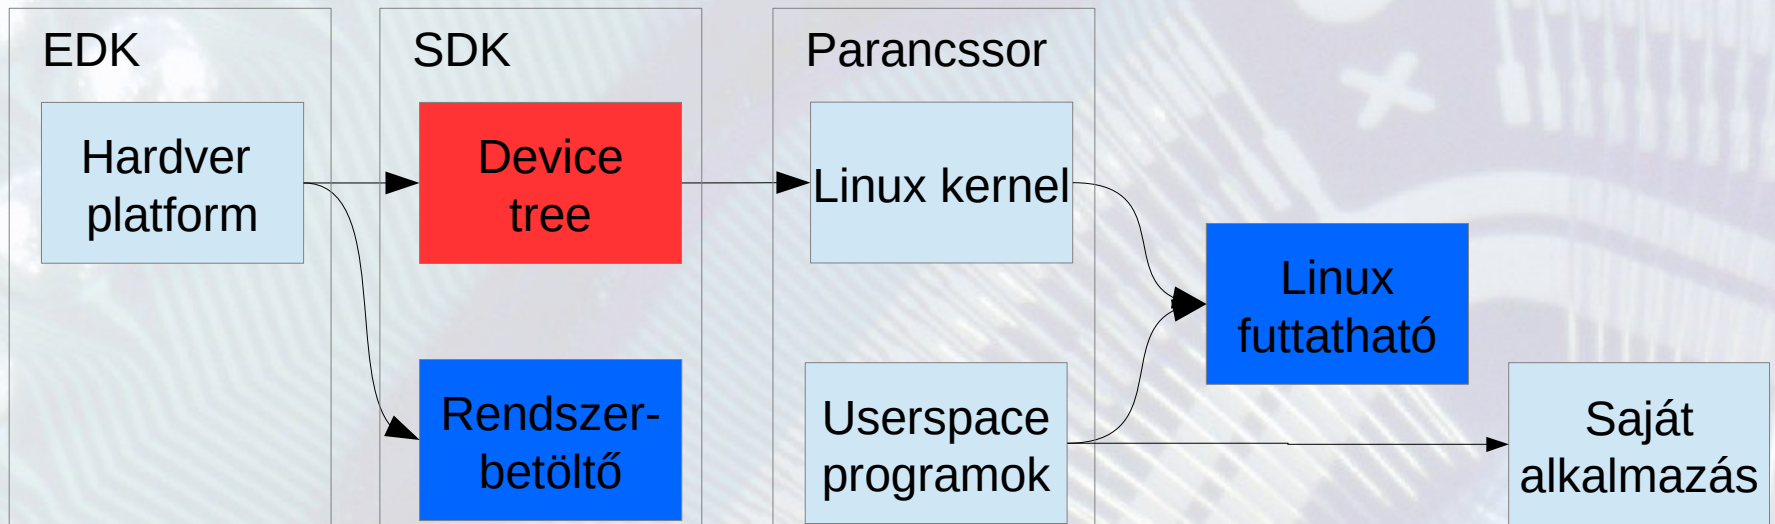 EDK
SDK
Parancssor
Hardver
platform
Device
tree
Linux kernel
Linux
futtatható
Rendszer-
betöltő
Userspace
programok
Saját
alkalmazás